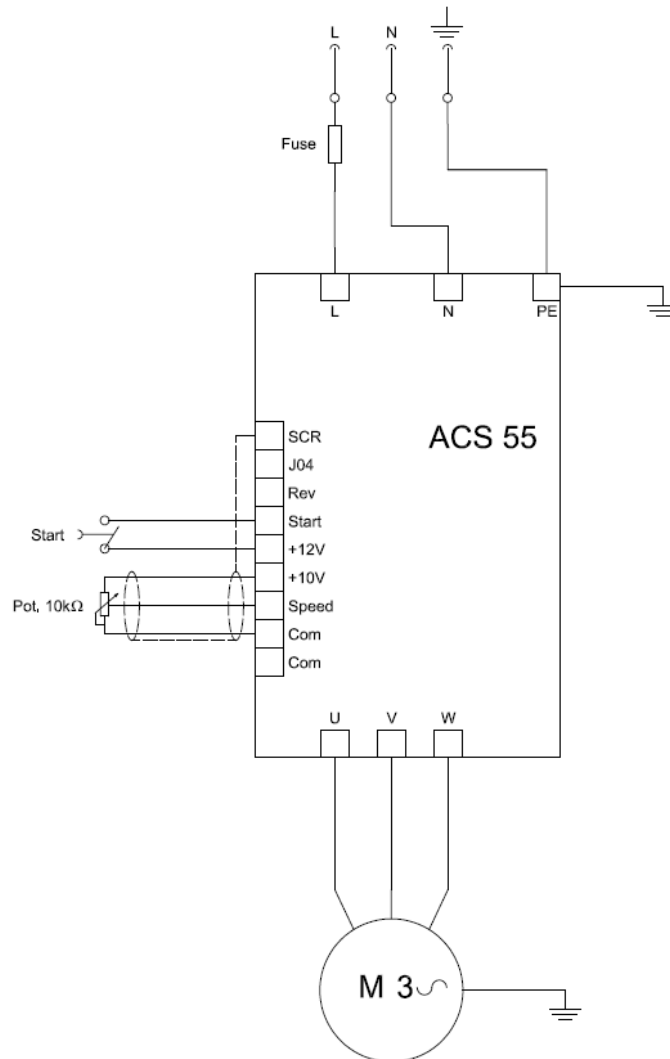 L N
Fuse
L N PE
ACS 55
SCR
J04
Rev
Start
Start
+12V
+10V
Pot. 10kΩ
Speed
Com
Com
U V W
M 3